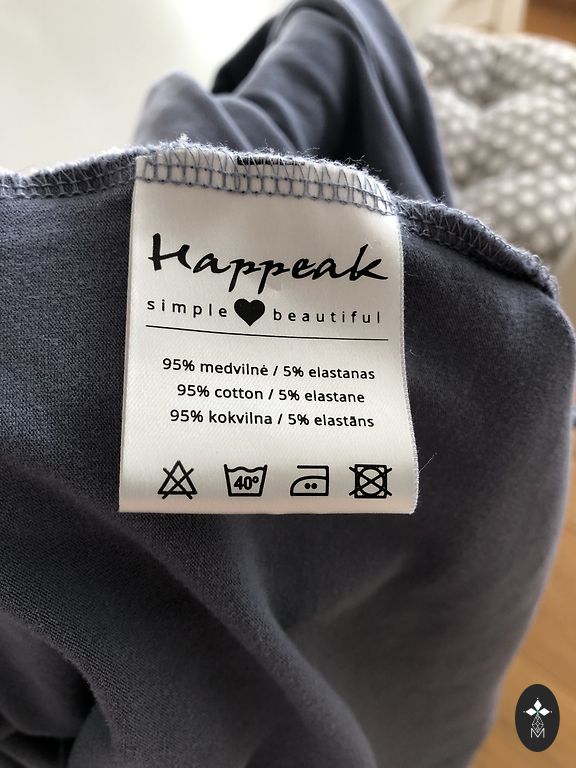 Happeak
simple beautiful
95% medvilnė / 5% elastanas
95% cotton / 5% elastane
95% kokvilna / 5% elastāns
40°
M